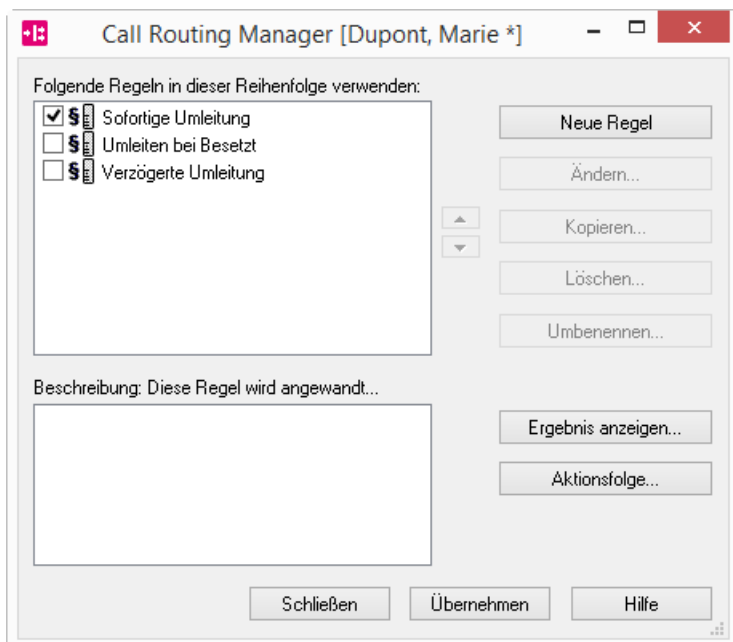 Call Routing Manager [Dupont, Marie *]
Folgende Regeln in dieser Reihenfolge verwenden:
§ Sofortige Umleitung
§ Umleiten bei Besetzt
§ Verzögerte Umleitung
Neue Regel
Ändern...
Kopieren...
Löschen...
Umbenennen...
Beschreibung: Diese Regel wird angewandt...
Ergebnis anzeigen...
Aktionsfolge...
Schließen
Übernehmen
Hilfe